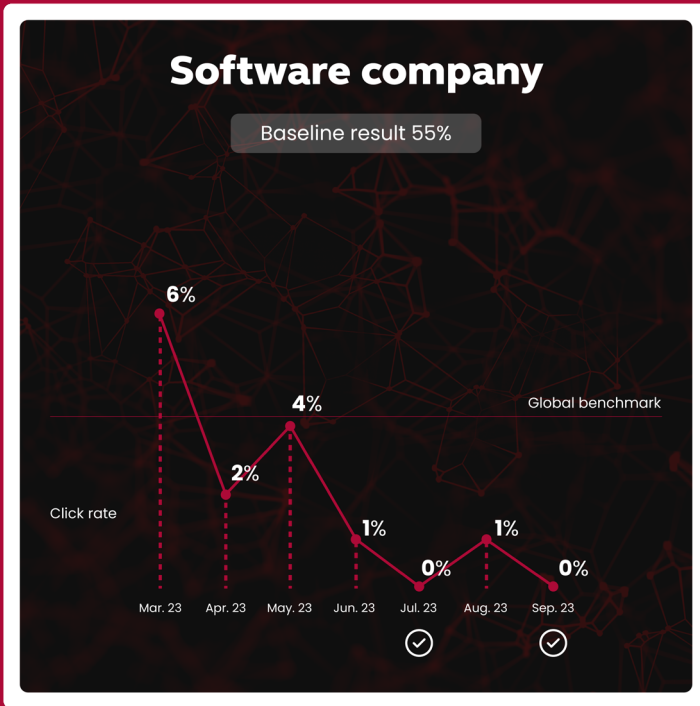 Software company
Baseline result 55%
6%
Global benchmark
4%
2%
Click rate
1%
1%
0%
0%
Mar. 23 Apr. 23 May. 23 Jun. 23 Jul. 23 Aug. 23 Sep. 23